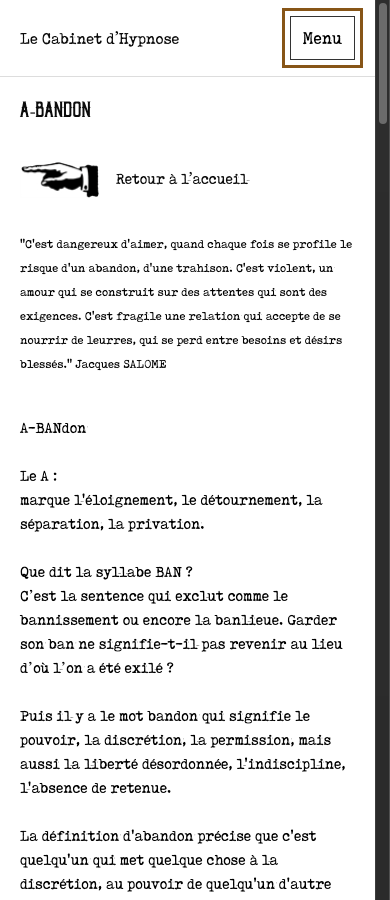 Le Cabinet d'Hypnose
Menu
A-BANDON
Retour à l'accueil
"C'est dangereux d'aimer, quand chaque fois se profile le
risque d'un abandon, d'une trahison. C'est violent, un
amour qui se construit sur des attentes qui sont des
exigences. C'est fragile une relation qui accepte de se
nourrir de leurres, qui se perd entre besoins et désirs
blessés." Jacques SALOME
A-BANdon
Le A :
marque l'éloignement, le détournement, la
séparation, la privation.
Que dit la syllabe BAN ?
C'est la sentence qui exclut comme le
bannissement ou encore la banlieue. Garder
son ban ne signifie-t-il pas revenir au lieu
d'où l'on a été exilé ?
Puis il y a le mot bandon qui signifie le
pouvoir, la discrétion, la permission, mais
aussi la liberté désordonnée, l'indiscipline,
l'absence de retenue.
La définition d'abandon précise que c'est
quelqu'un qui met quelque chose à la
discrétion, au pouvoir de quelqu'un d'autre